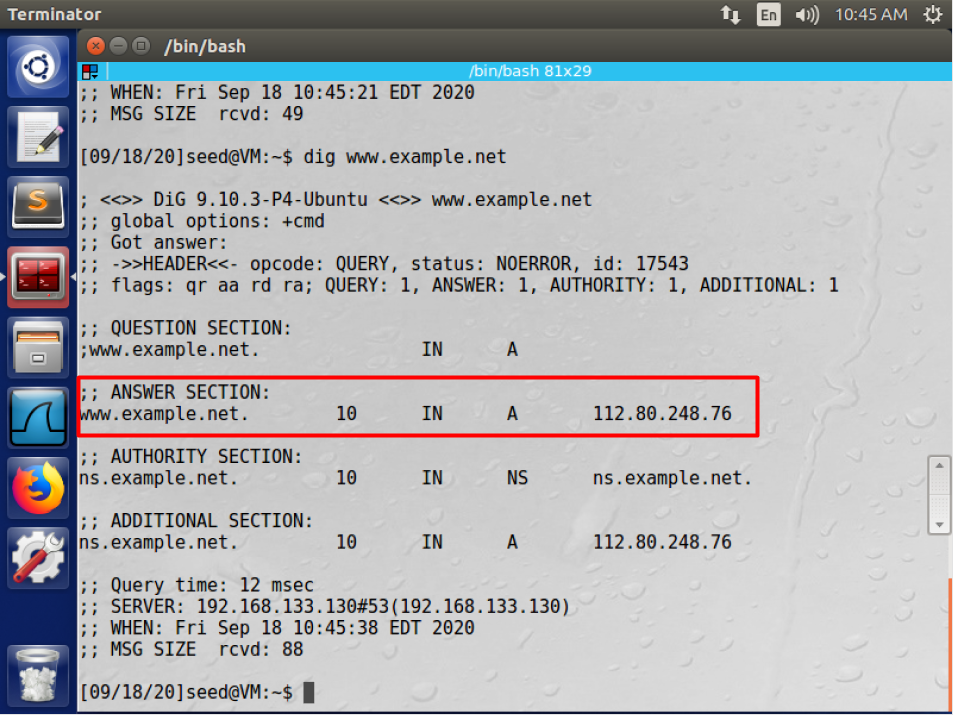 Terminator
En
10:45 AM
/bin/bash
/bin/bash 81x29
;; WHEN: Fri Sep 18 10:45:21 EDT 2020
;; MSG SIZE  rcvd: 49
[09/18/20]seed@VM:~$ dig www.example.net
; <<>> DiG 9.10.3-P4-Ubuntu <<>> www.example.net
;; global options: +cmd
;; Got answer:
;; ->>HEADER<<- opcode: QUERY, status: NOERROR, id: 17543
;; flags: qr aa rd ra; QUERY: 1, ANSWER: 1, AUTHORITY: 1, ADDITIONAL: 1
;; QUESTION SECTION:
;www.example.net.		IN	A
;; ANSWER SECTION:
www.example.net.	10	IN	A	112.80.248.76
;; AUTHORITY SECTION:
ns.example.net.		10	IN	NS	ns.example.net.
;; ADDITIONAL SECTION:
ns.example.net.		10	IN	A	112.80.248.76
;; Query time: 12 msec
;; SERVER: 192.168.133.130#53(192.168.133.130)
;; WHEN: Fri Sep 18 10:45:38 EDT 2020
;; MSG SIZE  rcvd: 88
[09/18/20]seed@VM:~$